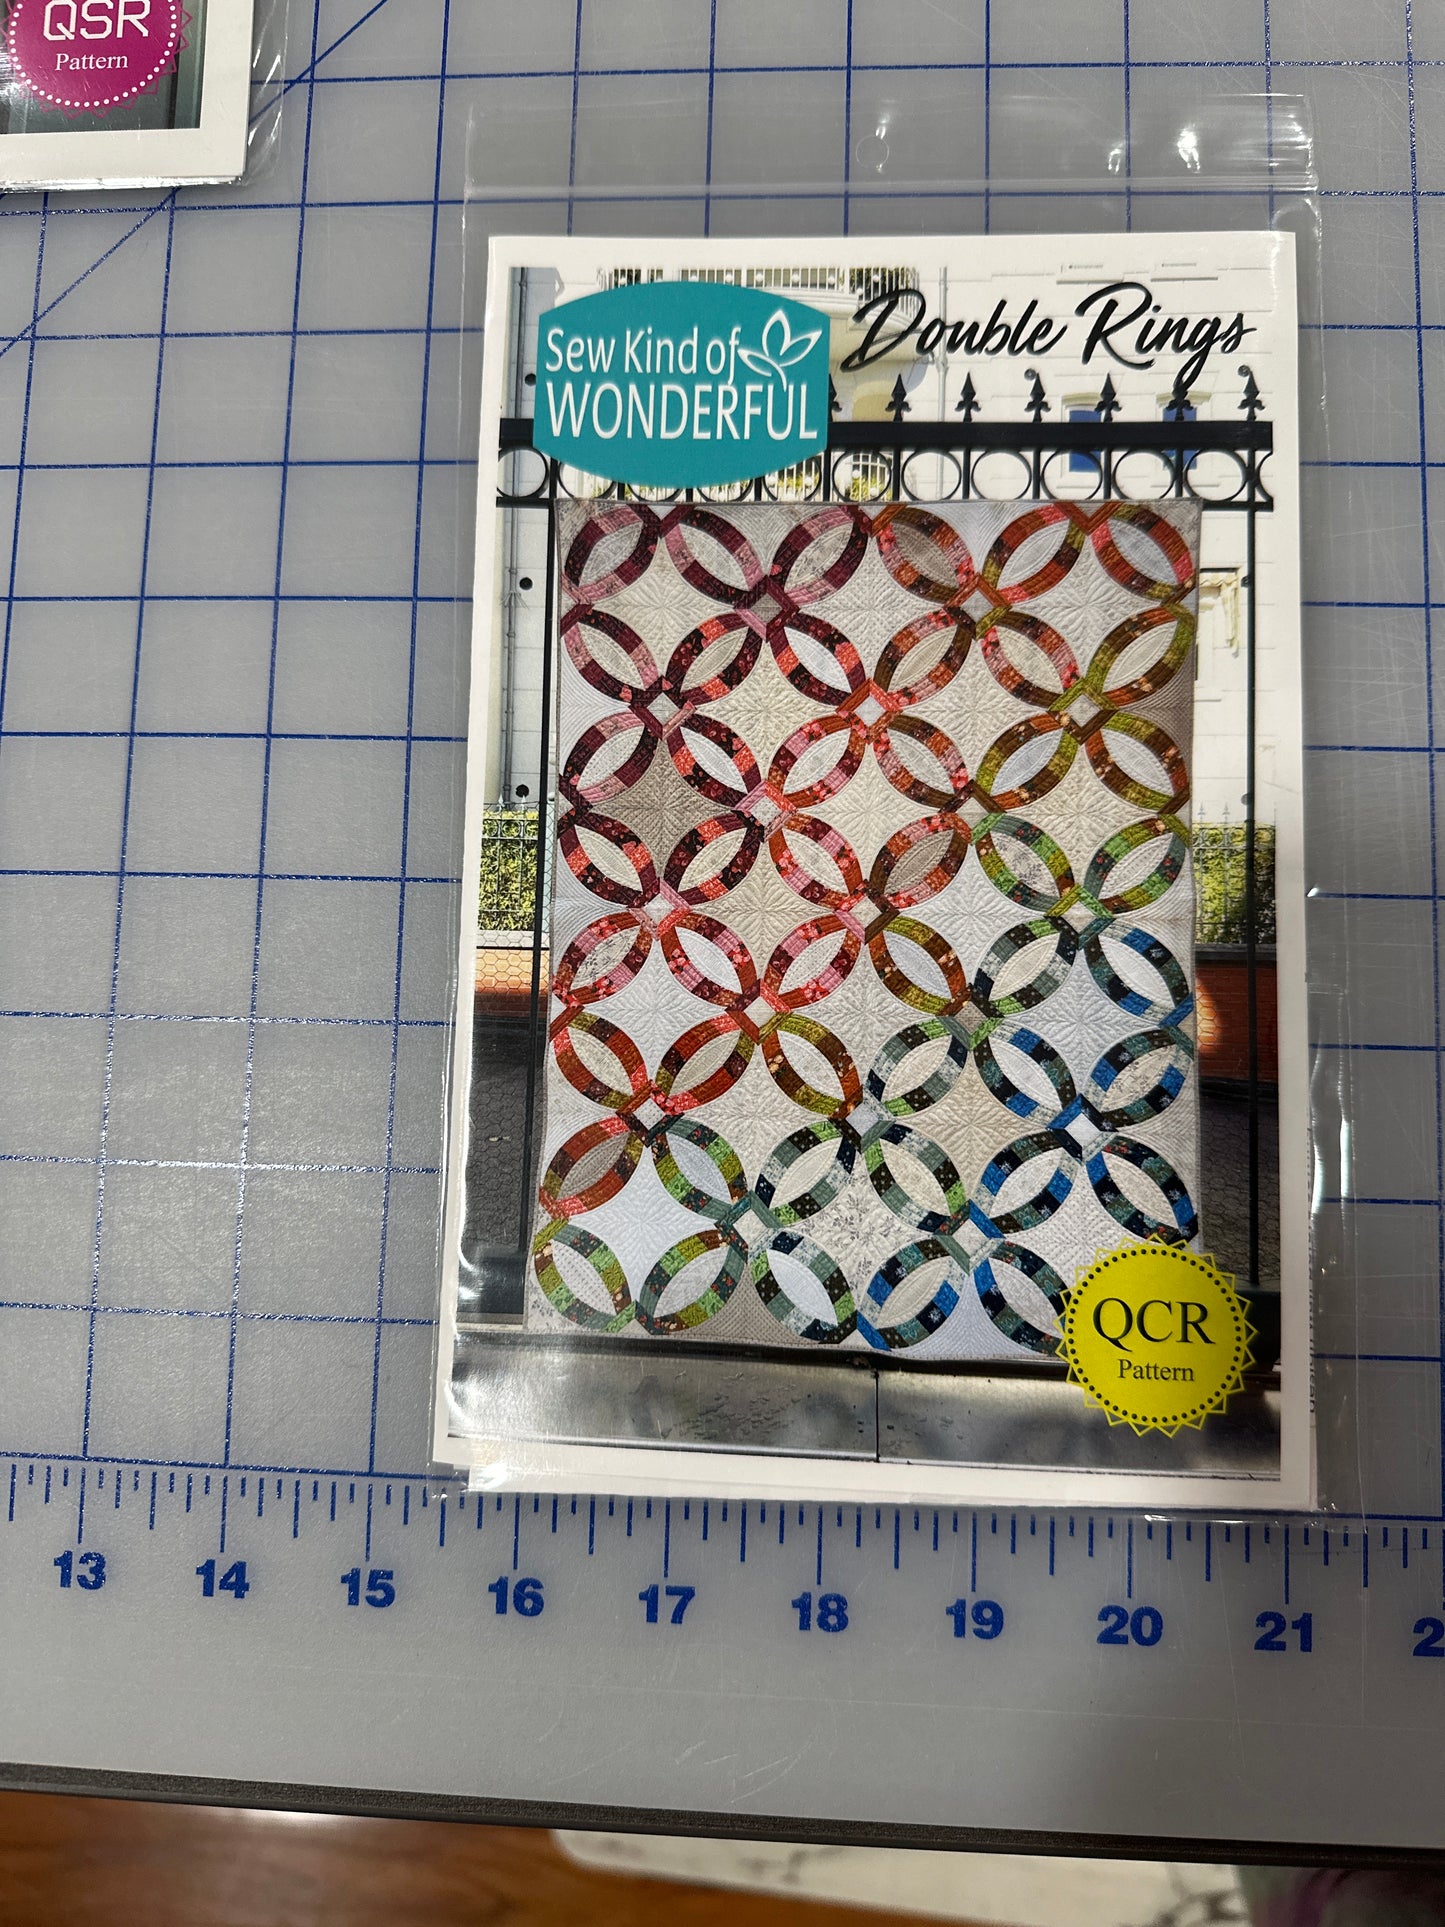 QSR
Pattern
Sew Kind of
WONDERFUL
Double Rings
QCR
Pattern
13 14 15 16 17 18 19 20 21